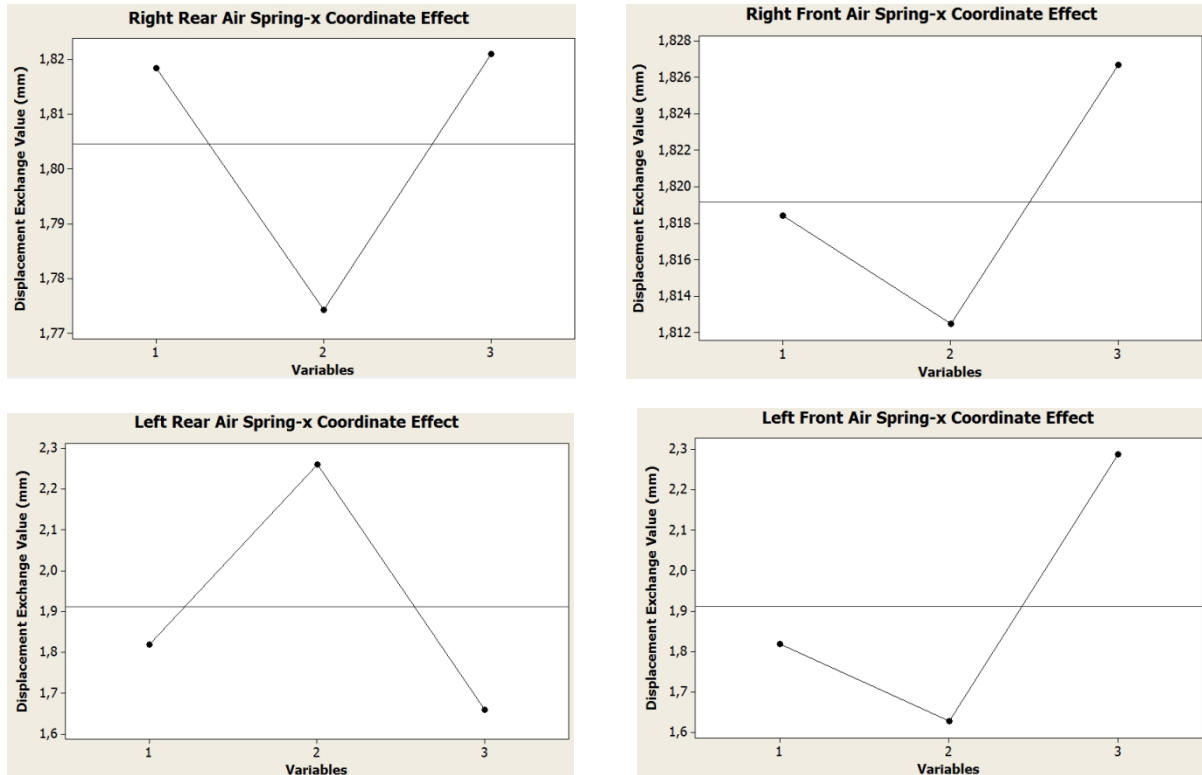 Right Rear Air Spring-x Coordinate Effect
Displacement Exchange Value (mm)
1,82
1,81
1,80
1,79
1,78
1,77
1 2 3
Variables
Right Front Air Spring-x Coordinate Effect
Displacement Exchange Value (mm)
1,828
1,826
1,824
1,822
1,820
1,818
1,816
1,814
1,812
1 2 3
Variables
Left Rear Air Spring-x Coordinate Effect
Displacement Exchange Value (mm)
2,3
2,2
2,1
2,0
1,9
1,8
1,7
1,6
1 2 3
Variables
Left Front Air Spring-x Coordinate Effect
Displacement Exchange Value (mm)
2,3
2,2
2,1
2,0
1,9
1,8
1,7
1,6
1 2 3
Variables